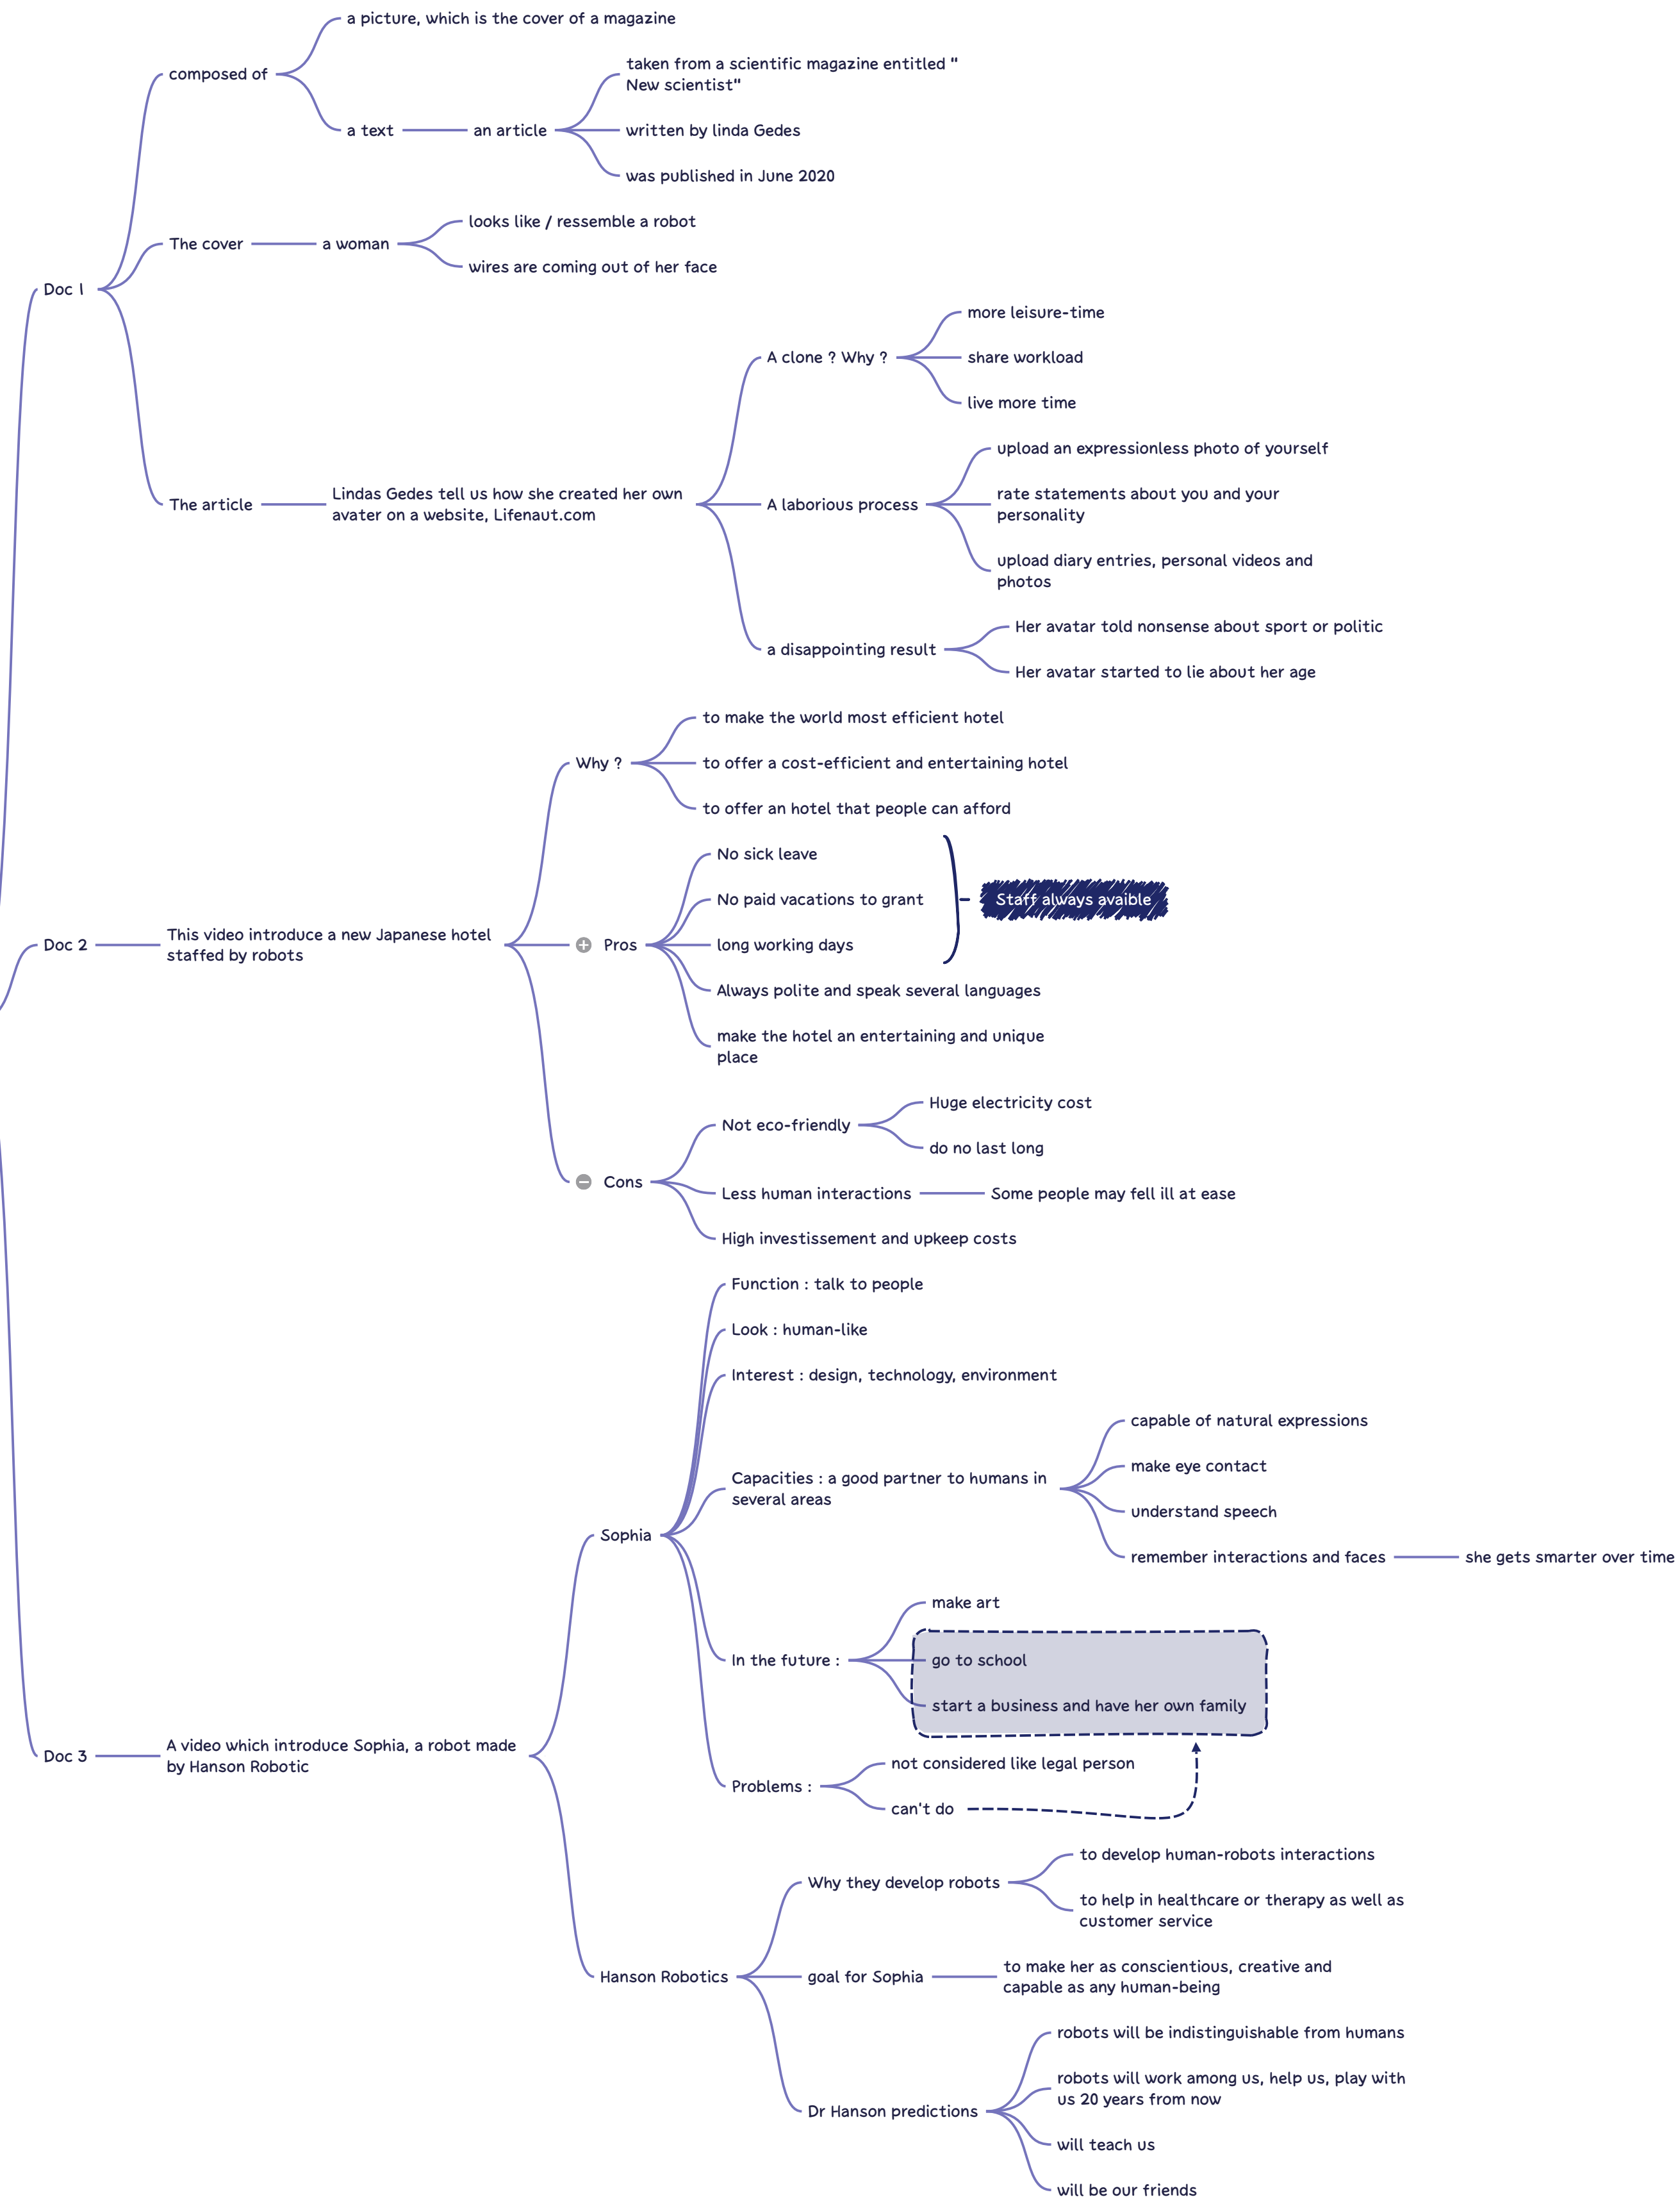 a picture, which is the cover of a magazine
composed of
taken from a scientific magazine entitled "
New scientist"
a text
an article
written by linda Gedes
was published in June 2020
looks like / ressemble a robot
The cover
a woman
wires are coming out of her face
Doc 1
more leisure-time
A clone ? Why ?
share workload
live more time
upload an expressionless photo of yourself
The article
Lindas Gedes tell us how she created her own
avater on a website, Lifenaut.com
A laborious process
rate statements about you and your
personality
upload diary entries, personal videos and
photos
Her avatar told nonsense about sport or politic
a disappointing result
Her avatar started to lie about her age
to make the world most efficient hotel
Why ?
to offer a cost-efficient and entertaining hotel
to offer an hotel that people can afford
No sick leave
No paid vacations to grant
Staff always avaible
Doc 2
This video introduce a new Japanese hotel
staffed by robots
Pros
long working days
Always polite and speak several languages
make the hotel an entertaining and unique
place
Huge electricity cost
Not eco-friendly
do no last long
Cons
Less human interactions
Some people may fell ill at ease
High investissement and upkeep costs
Function : talk to people
Look : human-like
Interest : design, technology, environment
capable of natural expressions
make eye contact
Capacities : a good partner to humans in
several areas
understand speech
Sophia
remember interactions and faces
she gets smarter over time
make art
In the future :
go to school
start a business and have her own family
Doc 3
A video which introduce Sophia, a robot made
by Hanson Robotic
not considered like legal person
Problems :
can't do
to develop human-robots interactions
Why they develop robots
to help in healthcare or therapy as well as
customer service
Hanson Robotics
goal for Sophia
to make her as conscientious, creative and
capable as any human-being
robots will be indistinguishable from humans
robots will work among us, help us, play with
us 20 years from now
Dr Hanson predictions
will teach us
will be our friends